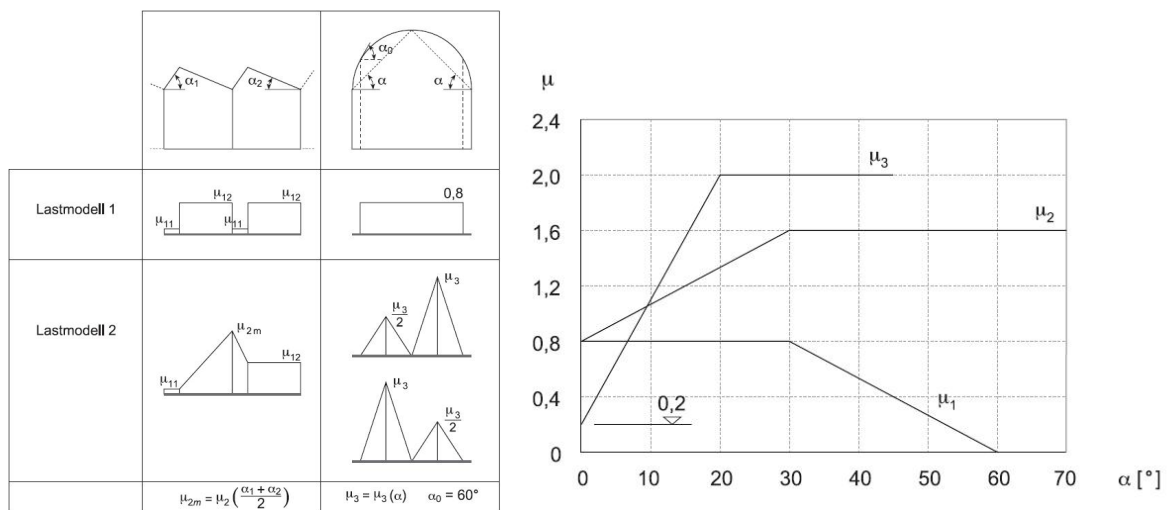 α₁
α₂
α₀
α
α
Lastmodell 1
μ₁₁
μ₁₂
μ₁₁
μ₁₂
0,8
Lastmodell 2
μ₁₁
μ₂ₘ
μ₁₂
μ₃/2
μ₃
μ₃
μ₃/2
μ₂ₘ = μ₂ ((α₁ + α₂)/2)
μ₃ = μ₃ (α) α₀ = 60°
μ
2,4
2,0
1,6
1,2
0,8
0,4
0
μ₃
μ₂
μ₁
0,2
0 10 20 30 40 50 60 70 α [°]